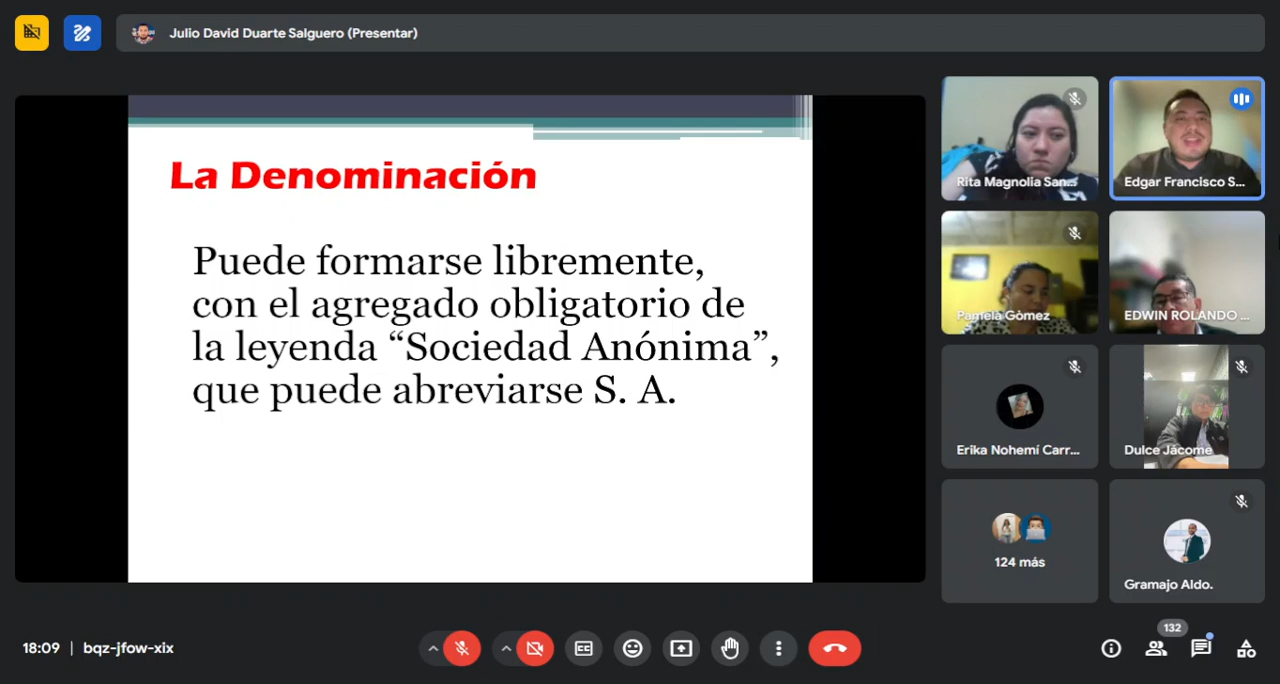 Julio David Duarte Salguero (Presentar)
La Denominación
Puede formarse libremente,
con el agregado obligatorio de
la leyenda “Sociedad Anónima”,
que puede abreviarse S. A.
Rita Magnolia San...
Edgar Francisco S...
Pamela Gòmez
EDWIN ROLANDO ...
Erika Nohemí Carr...
Dulce Jácome
124 más
Gramajo Aldo.
18:09 | bqz-jfow-xix
132